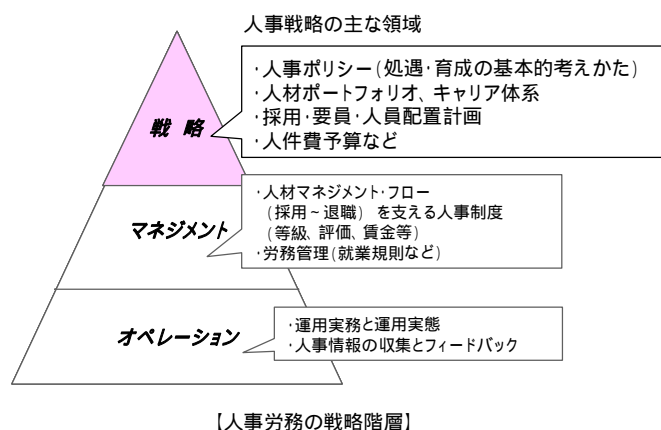 人事戦略の主な領域
・人事ポリシー(処遇・育成の基本的考えかた)
・人材ポートフォリオ、キャリア体系
・採用・要員・人員配置計画
・人件費予算など
戦 略
・人材マネジメント・フロー
(採用~退職) を支える人事制度
(等級、評価、賃金等)
・労務管理(就業規則など)
マネジメント
・運用実務と運用実態
・人事情報の収集とフィードバック
オペレーション
【人事労務の戦略階層】